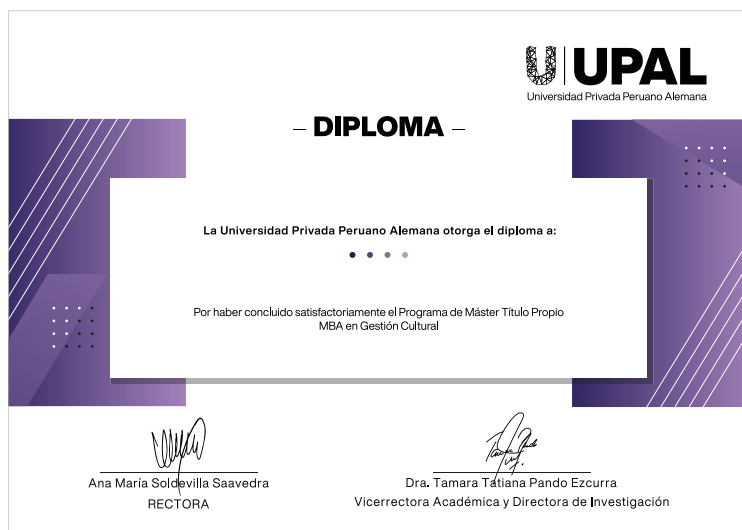 UPAL
Universidad Privada Peruano Alemana
– DIPLOMA –
La Universidad Privada Peruano Alemana otorga el diploma a:
Por haber concluido satisfactoriamente el Programa de Máster Título Propio
MBA en Gestión Cultural
Ana María Soldevilla Saavedra
RECTORA
Dra. Tamara Tatiana Pando Ezcurra
Vicerrectora Académica y Directora de Investigación